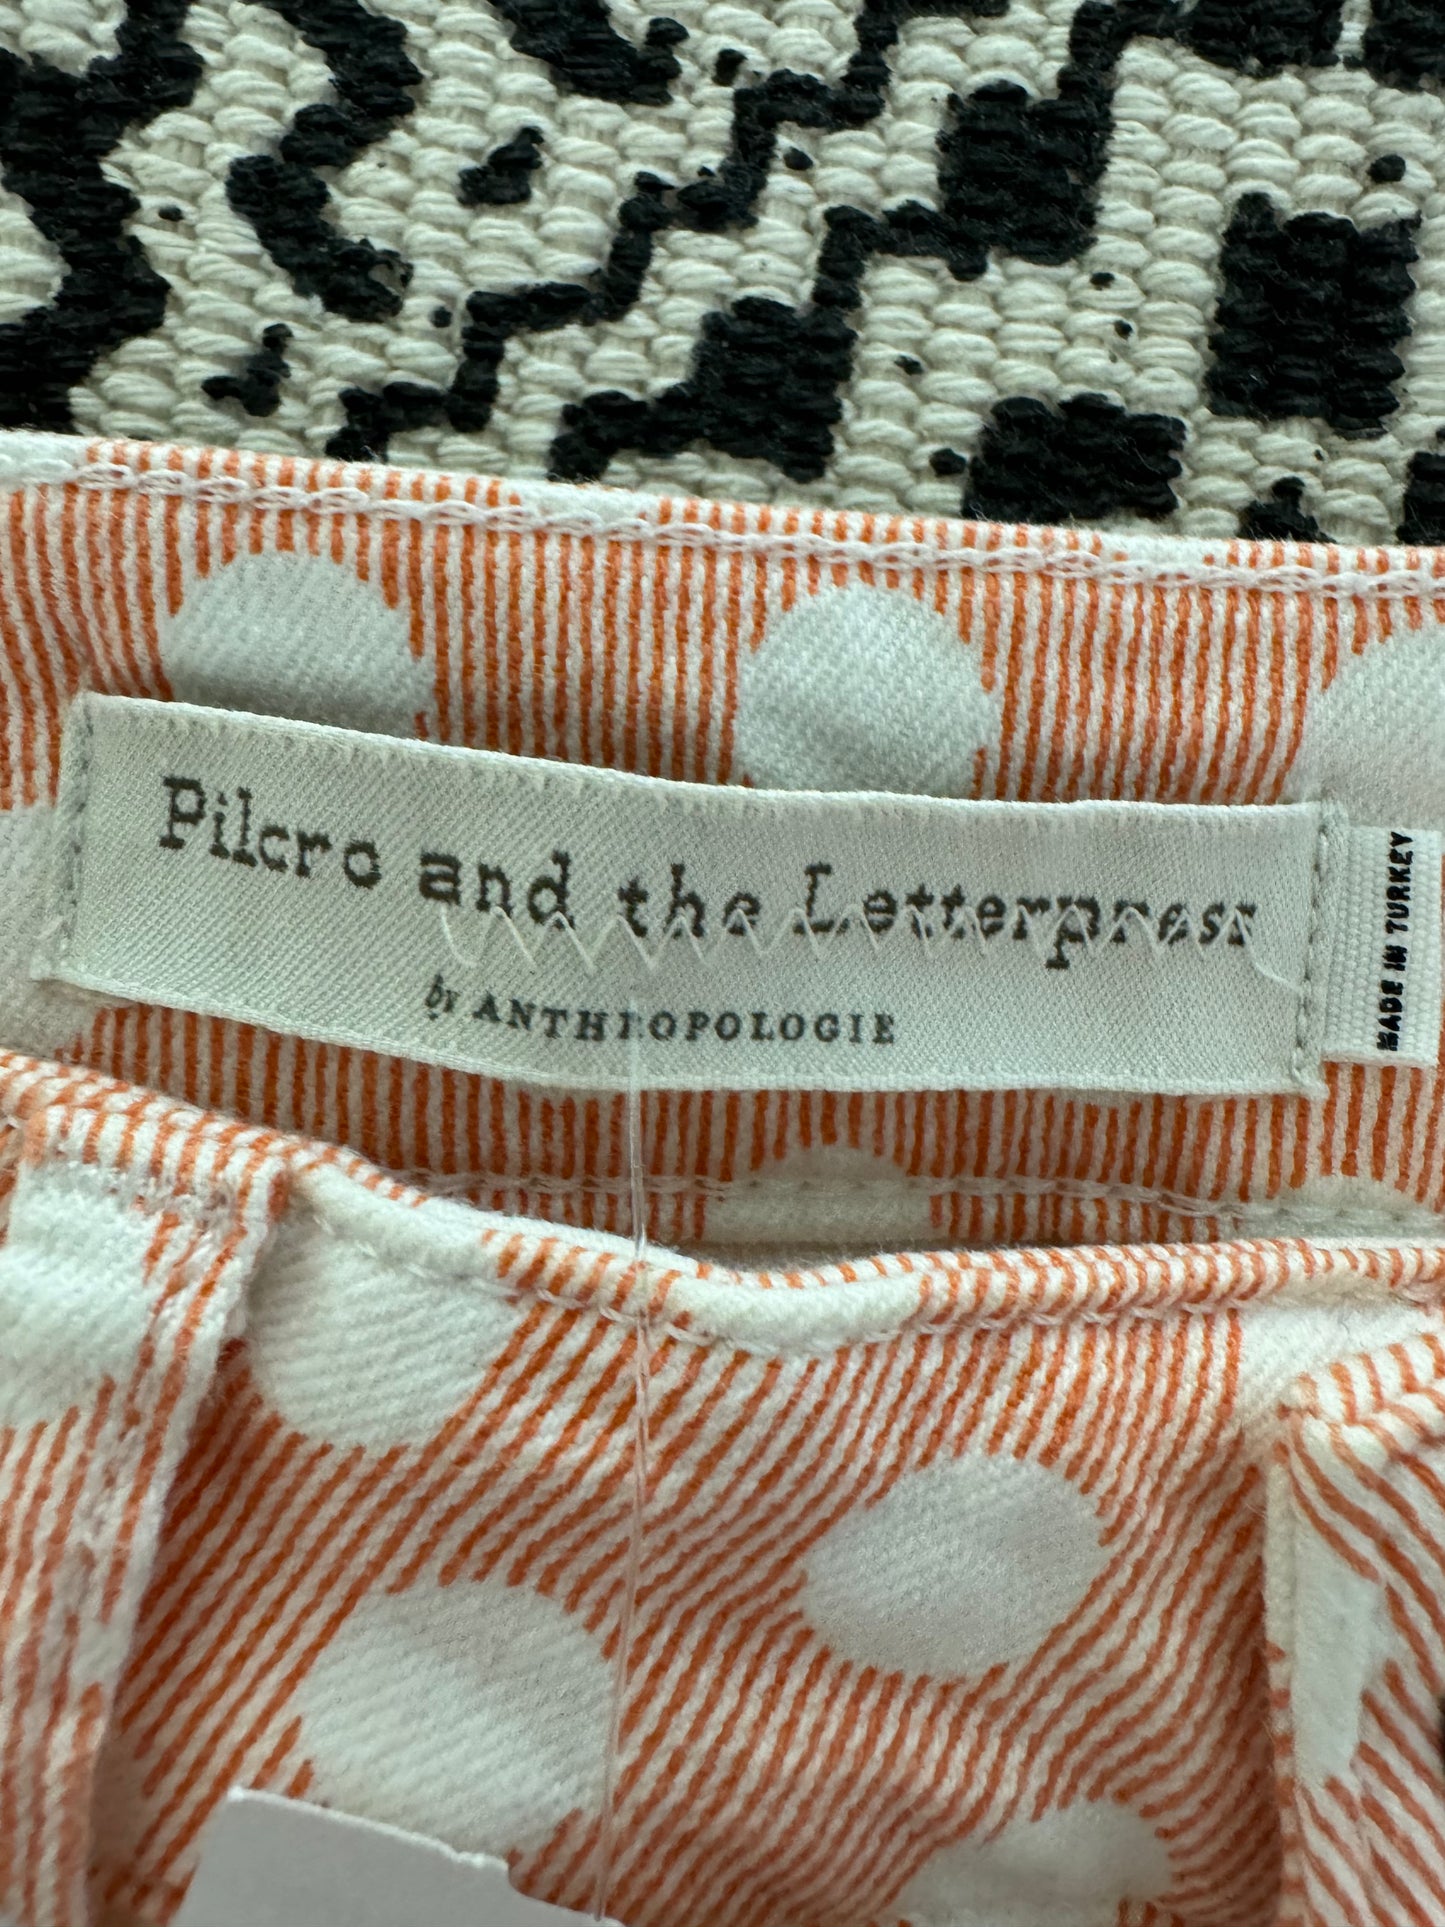 Pilcro and the Letterpress
by ANTHROPOLOGIE
MADE IN TURKEY